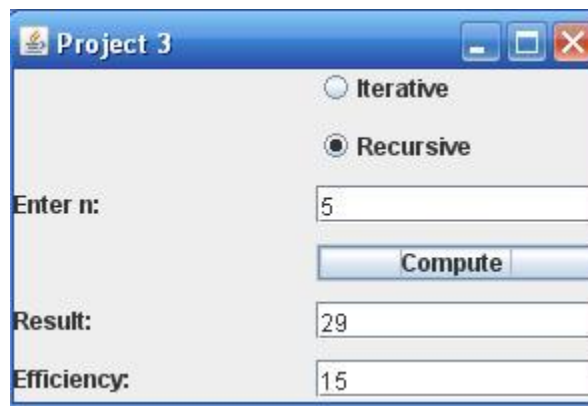 Project 3
Iterative
Recursive
Enter n: 5
Compute
Result: 29
Efficiency: 15